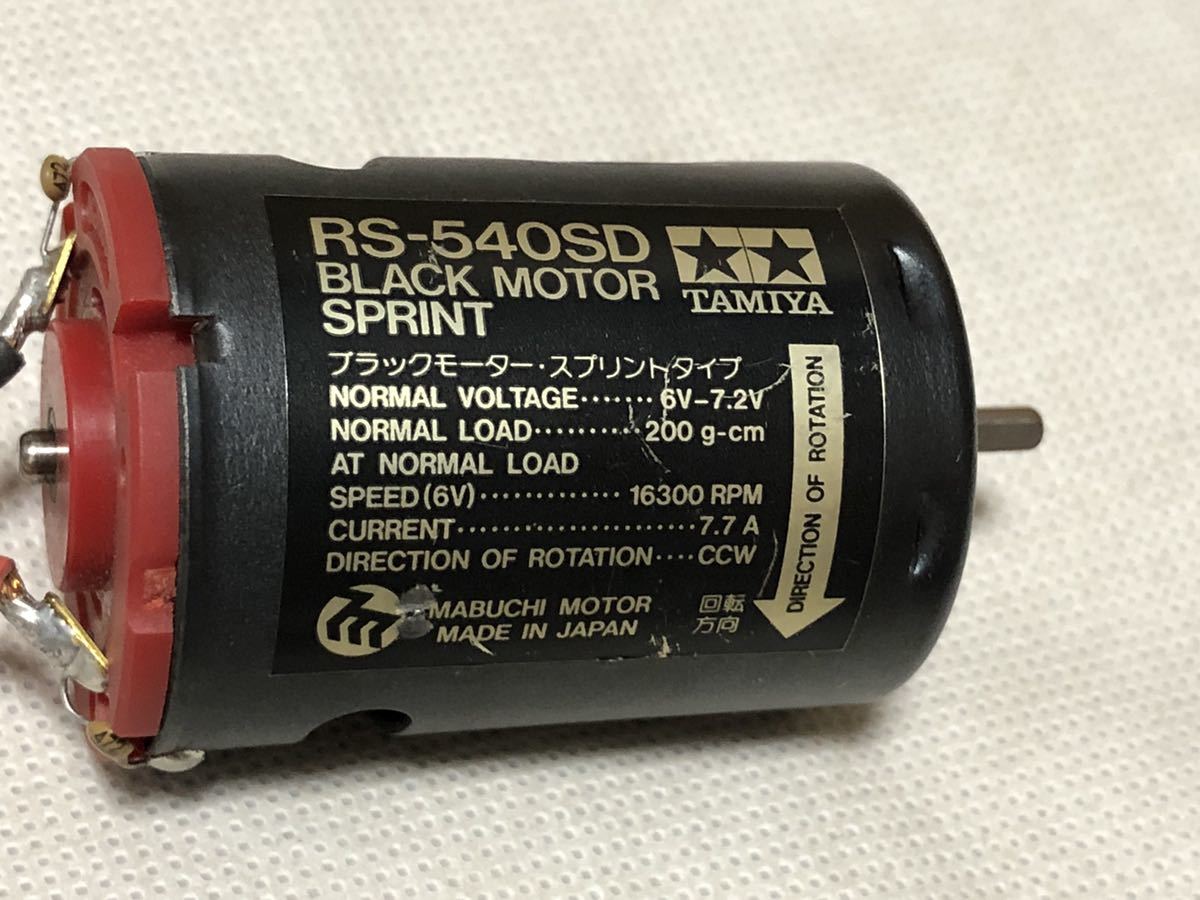 RS-540SD
BLACK MOTOR
SPRINT
TAMIYA
ブラックモーター・スプリントタイプ
NORMAL VOLTAGE······· 6V-7.2V
NORMAL LOAD·········· 200 g-cm
AT NORMAL LOAD
SPEED(6V)············· 16300 RPM
CURRENT······················ 7.7 A
DIRECTION OF ROTATION···· CCW
MABUCHI MOTOR
MADE IN JAPAN
回転
方向
DIRECTION OF ROTATION
472
472